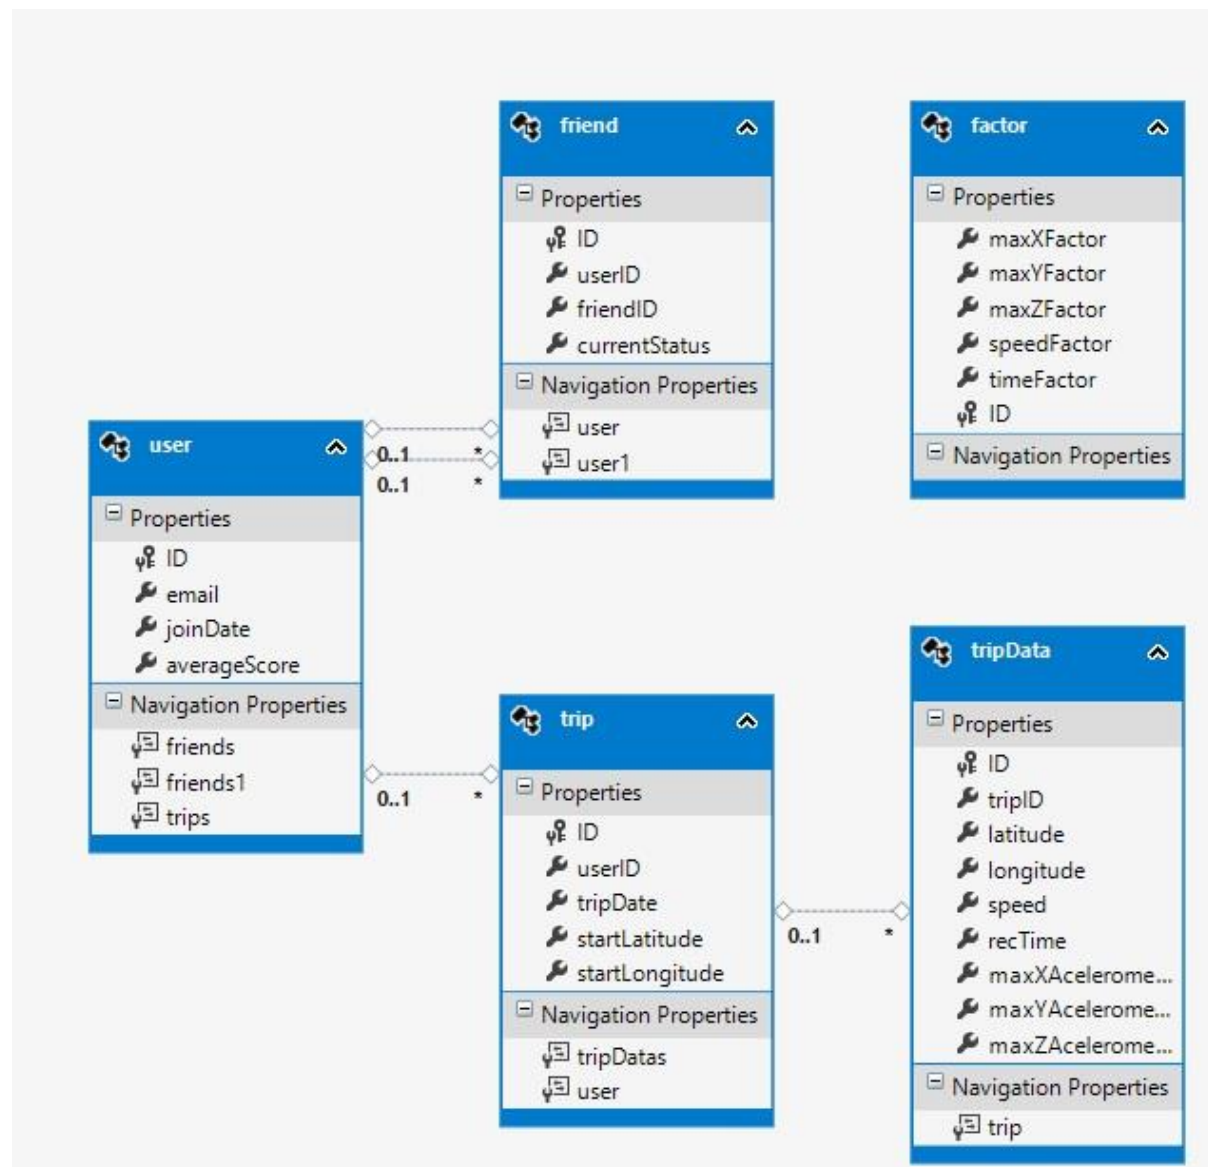 friend
Properties
ID
userID
friendID
currentStatus
Navigation Properties
user
user1
factor
Properties
maxXFactor
maxYFactor
maxZFactor
speedFactor
timeFactor
ID
Navigation Properties
user
Properties
ID
email
joinDate
averageScore
Navigation Properties
friends
friends1
trips
0..1 *
0..1 *
0..1 *
trip
Properties
ID
userID
tripDate
startLatitude
startLongitude
Navigation Properties
tripDatas
user
0..1 *
tripData
Properties
ID
tripID
latitude
longitude
speed
recTime
maxXAcelerome...
maxYAcelerome...
maxZAcelerome...
Navigation Properties
trip